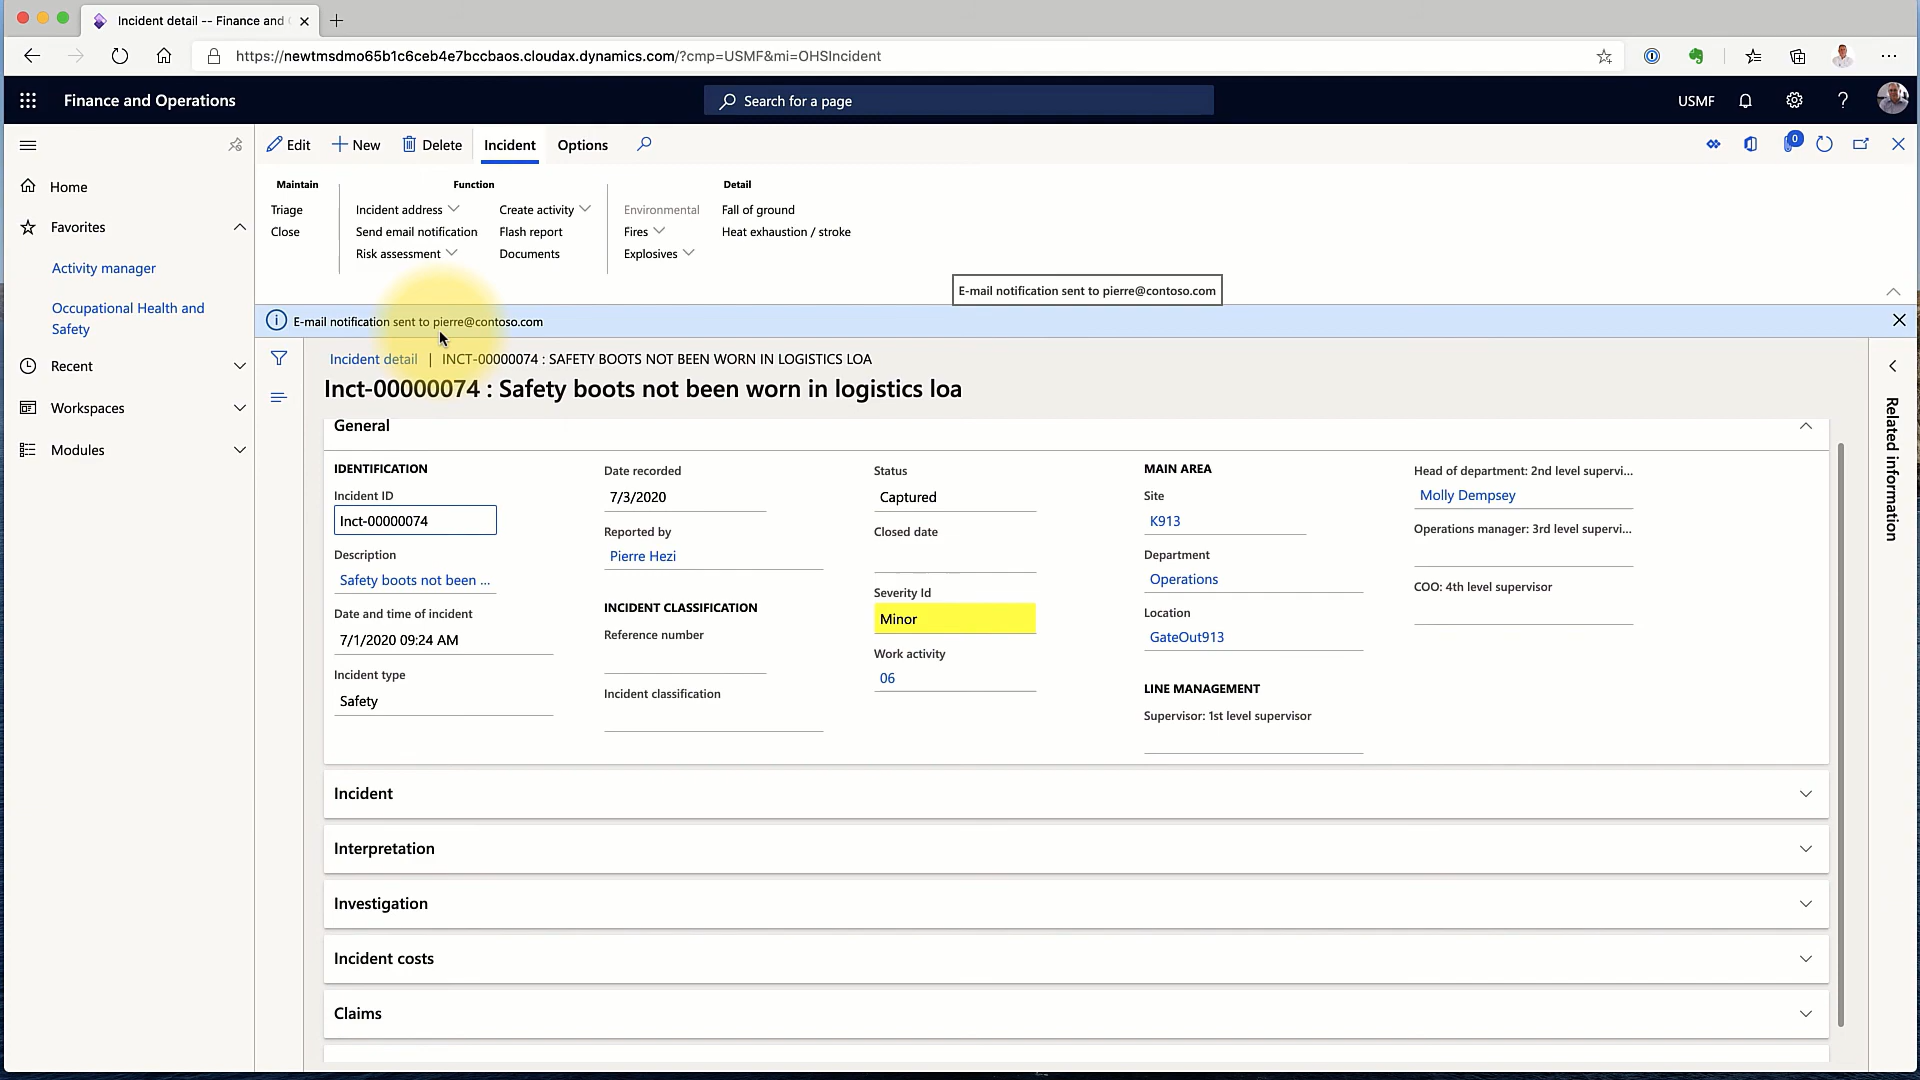 Incident detail -- Finance and
https://newtmsdmo65b1c6ceb4e7bccbaos.cloudax.dynamics.com/?cmp=USMF&mi=OHSIncident
Finance and Operations
Search for a page
USMF
Edit
New
Delete
Incident
Options
0
Home
Favorites
Activity manager
Occupational Health and
Safety
Recent
Workspaces
Modules
Maintain
Triage
Close
Function
Incident address
Send email notification
Risk assessment
Create activity
Flash report
Documents
Environmental
Fires
Explosives
Detail
Fall of ground
Heat exhaustion / stroke
E-mail notification sent to pierre@contoso.com
E-mail notification sent to pierre@contoso.com
Incident detail | INCT-00000074 : SAFETY BOOTS NOT BEEN WORN IN LOGISTICS LOA
Inct-00000074 : Safety boots not been worn in logistics loa
General
IDENTIFICATION
Incident ID
Inct-00000074
Description
Safety boots not been ...
Date and time of incident
7/1/2020 09:24 AM
Incident type
Safety
Date recorded
7/3/2020
Reported by
Pierre Hezi
INCIDENT CLASSIFICATION
Reference number
Incident classification
Status
Captured
Closed date
Severity Id
Minor
Work activity
06
MAIN AREA
Site
K913
Department
Operations
Location
GateOut913
LINE MANAGEMENT
Supervisor: 1st level supervisor
Head of department: 2nd level supervi...
Molly Dempsey
Operations manager: 3rd level supervi...
COO: 4th level supervisor
Incident
Interpretation
Investigation
Incident costs
Claims
Related information